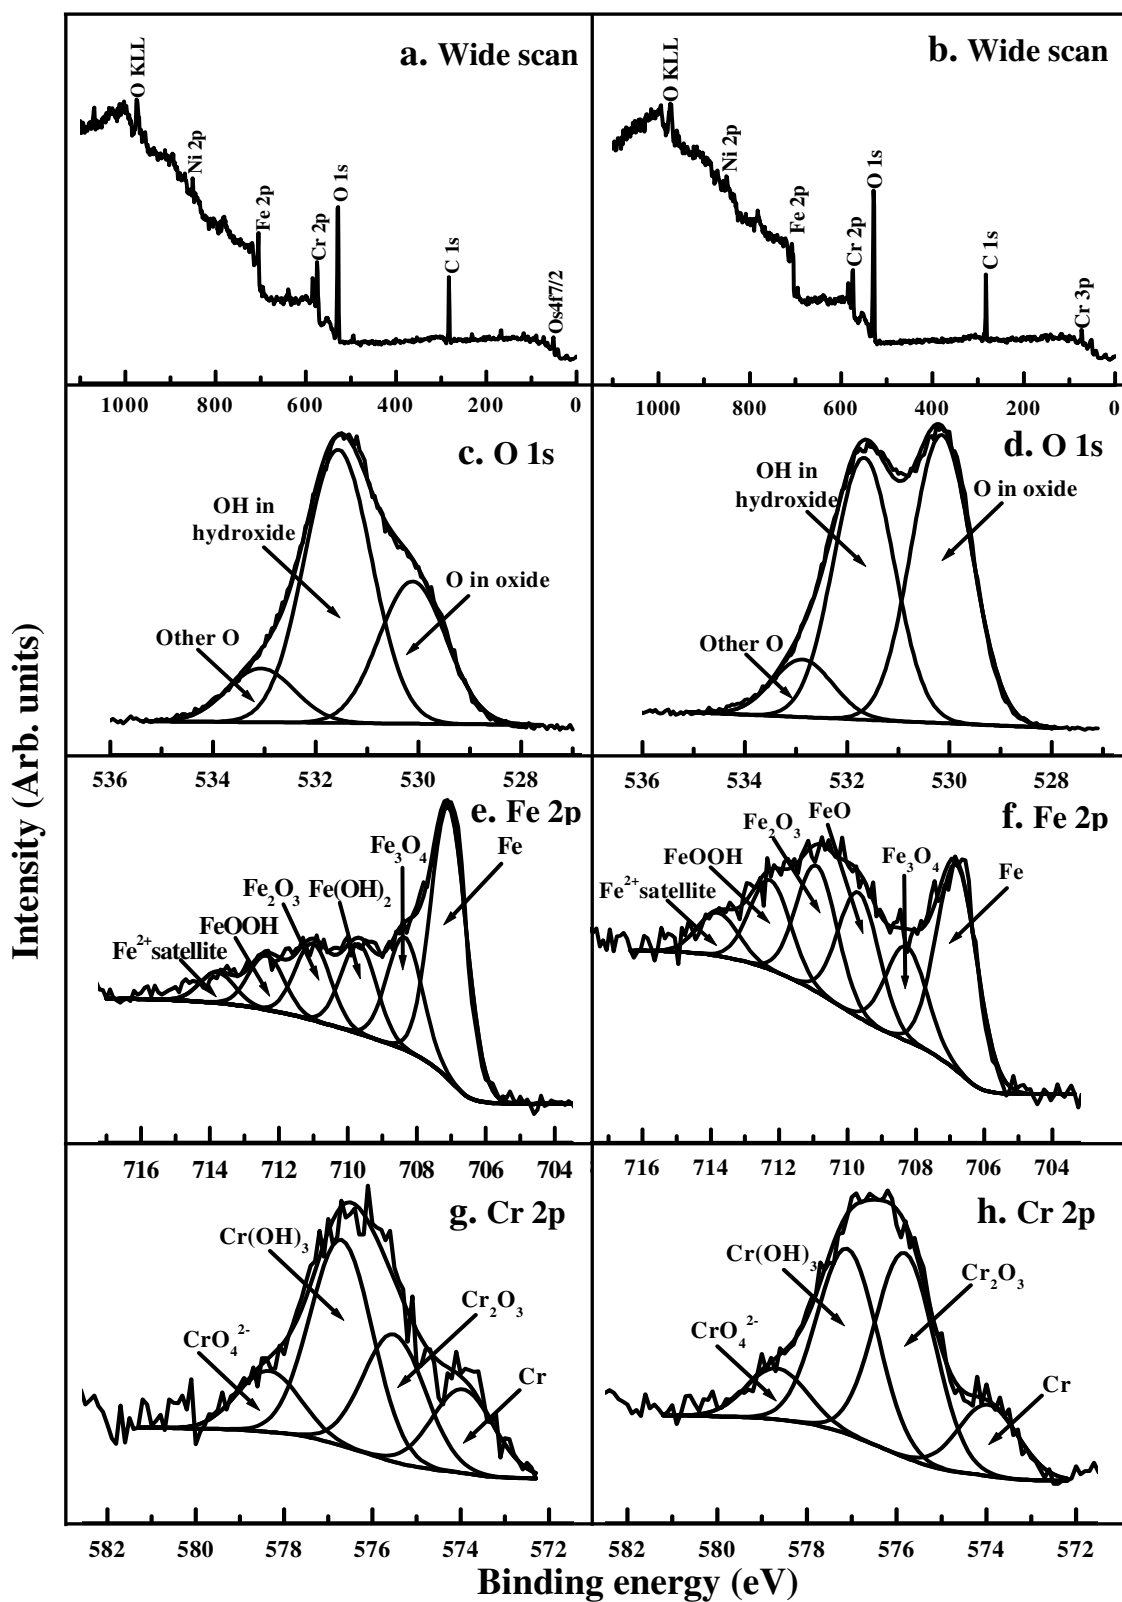 a. Wide scan
O KLL
Ni 2p
Fe 2p
Cr 2p
O 1s
C 1s
Os4f7/2
1000 800 600 400 200 0
b. Wide scan
O KLL
Ni 2p
Fe 2p
Cr 2p
O 1s
C 1s
Cr 3p
1000 800 600 400 200 0
c. O 1s
OH in
hydroxide
O in oxide
Other O
536 534 532 530 528
d. O 1s
OH in
hydroxide
O in oxide
Other O
536 534 532 530 528
e. Fe 2p
Fe₃O₄
Fe
Fe₂O₃
Fe(OH)₂
FeOOH
Fe²⁺satellite
716 714 712 710 708 706 704
f. Fe 2p
FeO
Fe₂O₃
FeOOH
Fe₃O₄
Fe
Fe²⁺satellite
716 714 712 710 708 706 704
g. Cr 2p
Cr(OH)₃
Cr₂O₃
CrO₄²⁻
Cr
582 580 578 576 574 572
h. Cr 2p
Cr(OH)₃
Cr₂O₃
CrO₄²⁻
Cr
582 580 578 576 574 572
Intensity (Arb. units)
Binding energy (eV)